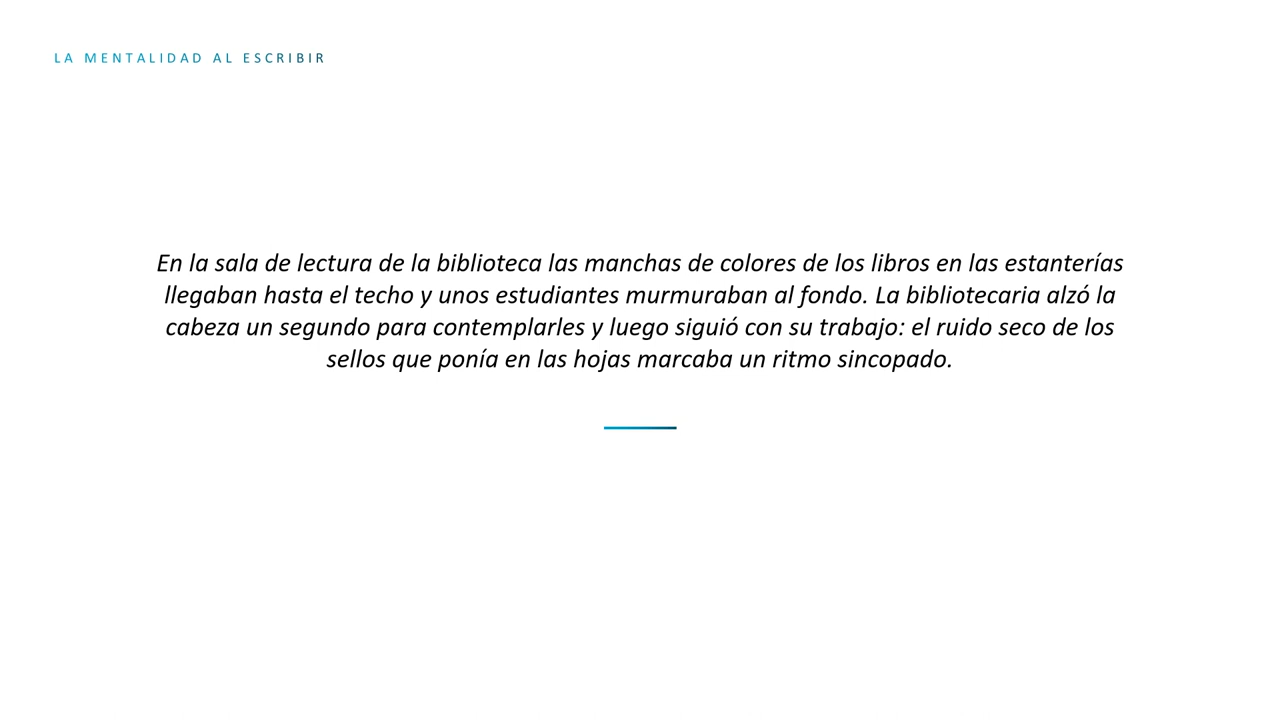 LA MENTALIDAD AL ESCRIBIR
En la sala de lectura de la biblioteca las manchas de colores de los libros en las estanterías
llegaban hasta el techo y unos estudiantes murmuraban al fondo. La bibliotecaria alzó la
cabeza un segundo para contemplarles y luego siguió con su trabajo: el ruido seco de los
sellos que ponía en las hojas marcaba un ritmo sincopado.